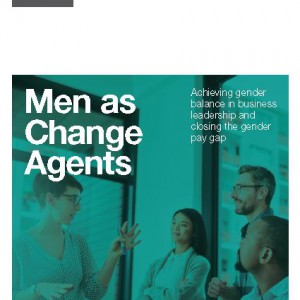 Men as
Change
Agents
Achieving gender
balance in business
leadership and
closing the gender
pay gap